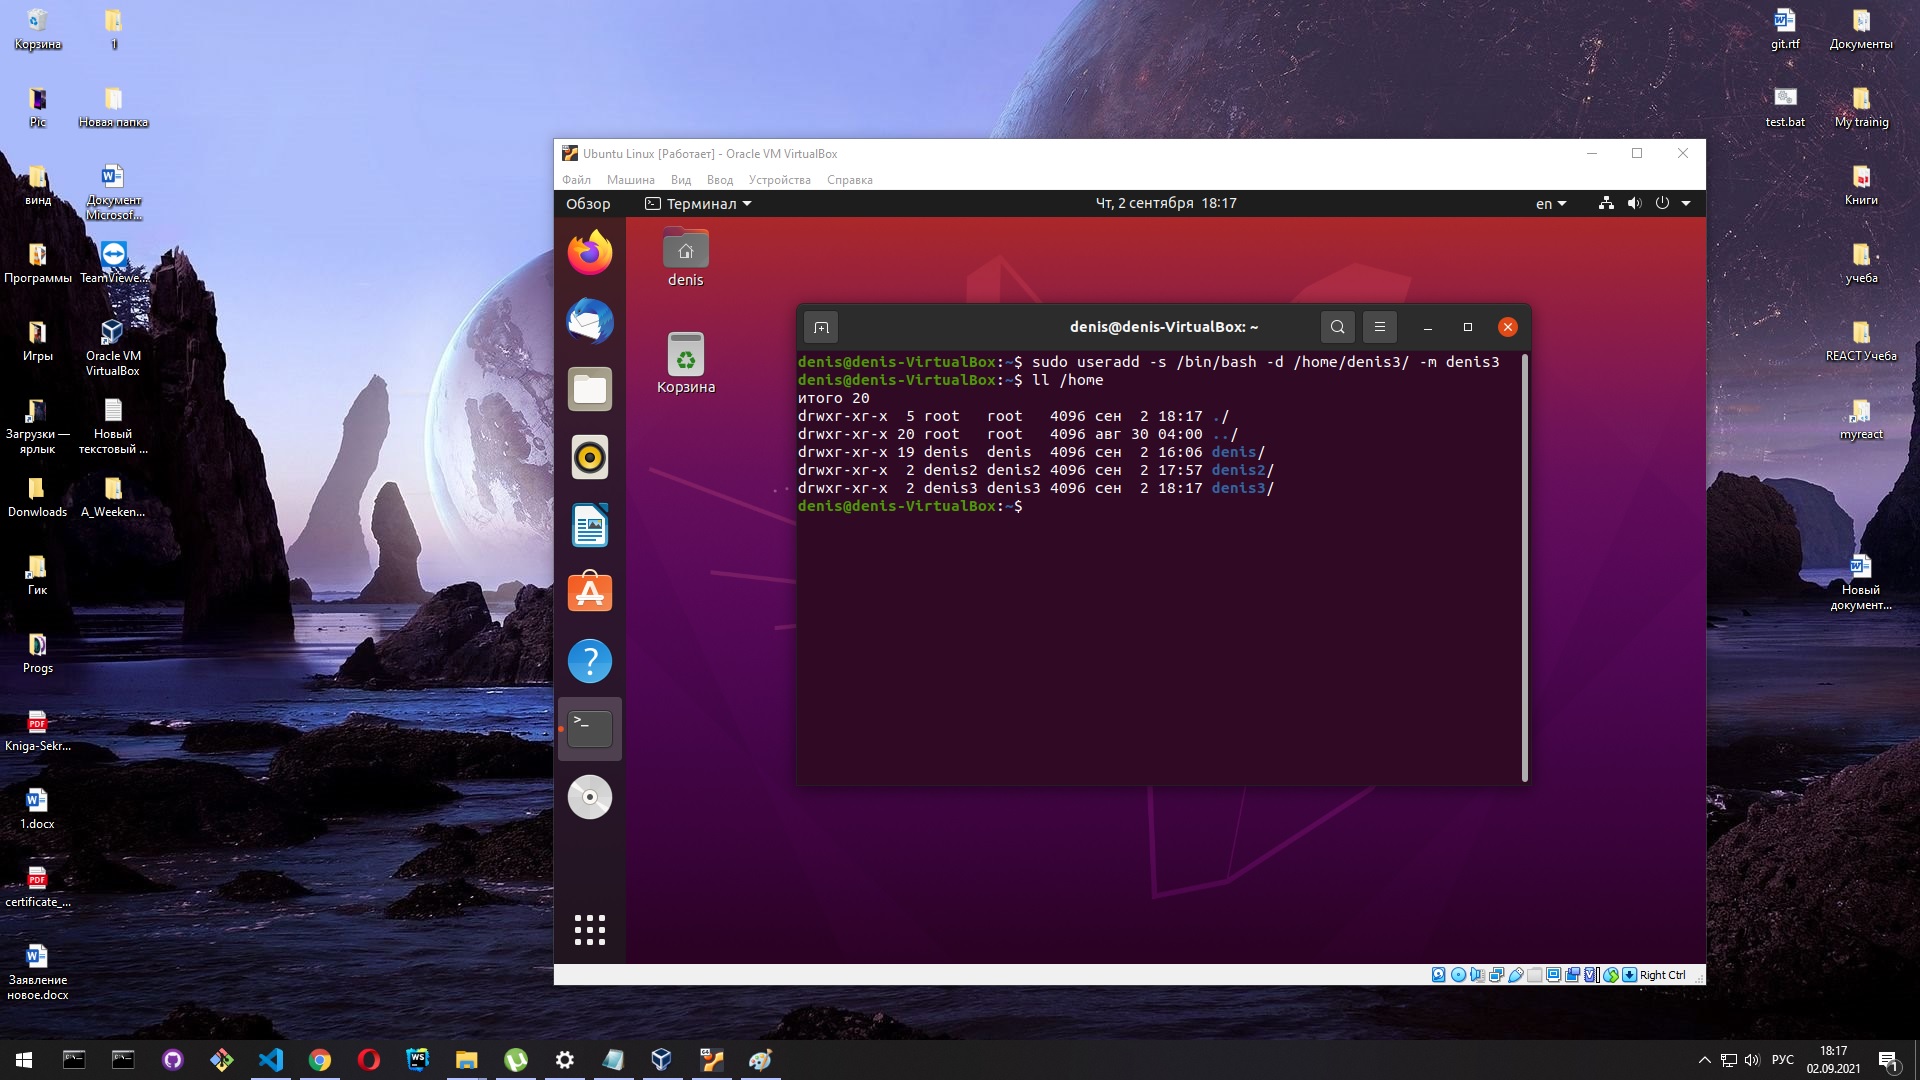 Корзина
1
Pic
Новая папка
винд
Документ
Microsof...
Программы
TeamViewe...
Игры
Oracle VM
VirtualBox
Загрузки —
ярлык
Новый
текстовый ...
Donwloads
A_Weeken...
Гик
Progs
Kniga-Sekr...
1.docx
certificate_...
Заявление
новое.docx
git.rtf
Документы
test.bat
My trainig
Книги
учеба
REACT Учеба
myreact
Новый
документ...
Ubuntu Linux [Работает] - Oracle VM VirtualBox
Файл Машина Вид Ввод Устройства Справка
Обзор Терминал Чт, 2 сентября 18:17 en
denis
Корзина
denis@denis-VirtualBox: ~
denis@denis-VirtualBox:~$ sudo useradd -s /bin/bash -d /home/denis3/ -m denis3
denis@denis-VirtualBox:~$ ll /home
итого 20
drwxr-xr-x  5 root   root   4096 сен  2 18:17 ./
drwxr-xr-x 20 root   root   4096 авг 30 04:00 ../
drwxr-xr-x 19 denis  denis  4096 сен  2 16:06 denis/
drwxr-xr-x  2 denis2 denis2 4096 сен  2 17:57 denis2/
drwxr-xr-x  2 denis3 denis3 4096 сен  2 18:17 denis3/
denis@denis-VirtualBox:~$
Right Ctrl
РУС
18:17
02.09.2021
1